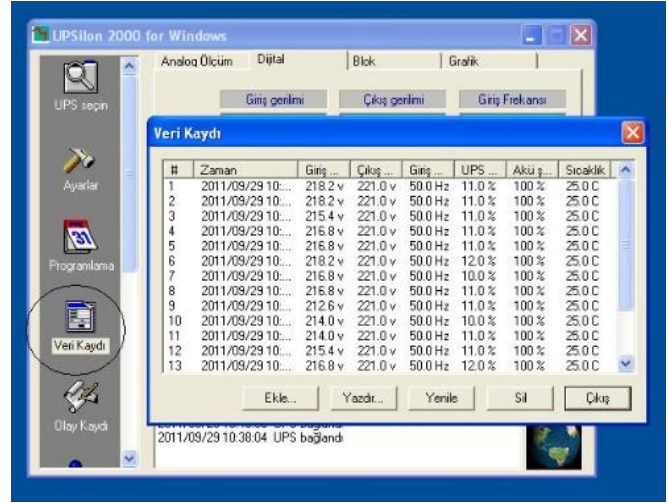 UPSilon 2000 for Windows
Analog Ölçüm Dijital Blok Grafik
UPS seçin
Giriş gerilimi Çıkış gerilimi Giriş Frekansı
Veri Kaydı
# Zaman Giriş ... Çıkış ... Giriş ... UPS ... Akü ş... Sıcaklık
1 2011/09/29 10:... 218.2 v 221.0 v 50.0 Hz 11.0 % 100 % 25.0 C
2 2011/09/29 10:... 218.2 v 221.0 v 50.0 Hz 11.0 % 100 % 25.0 C
3 2011/09/29 10:... 215.4 v 221.0 v 50.0 Hz 11.0 % 100 % 25.0 C
4 2011/09/29 10:... 216.8 v 221.0 v 50.0 Hz 11.0 % 100 % 25.0 C
5 2011/09/29 10:... 216.8 v 221.0 v 50.0 Hz 11.0 % 100 % 25.0 C
6 2011/09/29 10:... 218.2 v 221.0 v 50.0 Hz 12.0 % 100 % 25.0 C
7 2011/09/29 10:... 216.8 v 221.0 v 50.0 Hz 10.0 % 100 % 25.0 C
8 2011/09/29 10:... 216.8 v 221.0 v 50.0 Hz 11.0 % 100 % 25.0 C
9 2011/09/29 10:... 212.6 v 221.0 v 50.0 Hz 11.0 % 100 % 25.0 C
10 2011/09/29 10:... 214.0 v 221.0 v 50.0 Hz 10.0 % 100 % 25.0 C
11 2011/09/29 10:... 214.0 v 221.0 v 50.0 Hz 11.0 % 100 % 25.0 C
12 2011/09/29 10:... 215.4 v 221.0 v 50.0 Hz 11.0 % 100 % 25.0 C
13 2011/09/29 10:... 216.8 v 221.0 v 50.0 Hz 12.0 % 100 % 25.0 C
Ekle... Yazdır... Yenile Sil Çıkış
Ayarlar
31
Programlama
Veri Kaydı
Olay Kaydı
2011/09/29 10:38:04 UPS bağlandı